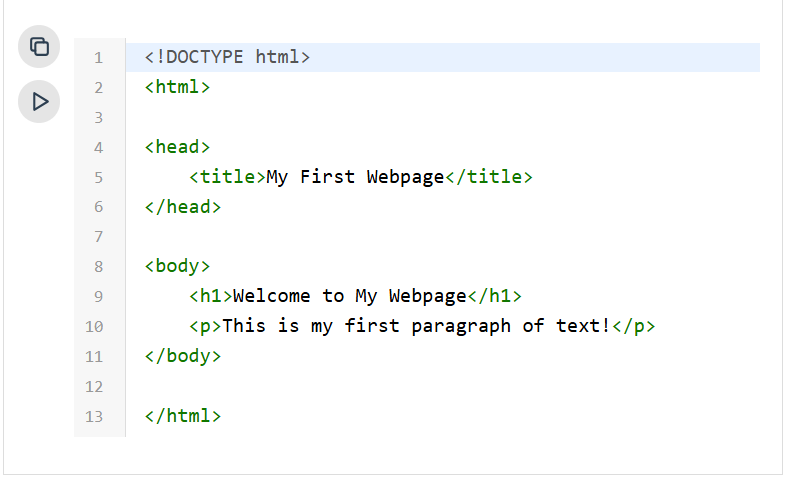 1 <!DOCTYPE html>
2 <html>
3
4 <head>
5     <title>My First Webpage</title>
6 </head>
7
8 <body>
9     <h1>Welcome to My Webpage</h1>
10     <p>This is my first paragraph of text!</p>
11 </body>
12
13 </html>